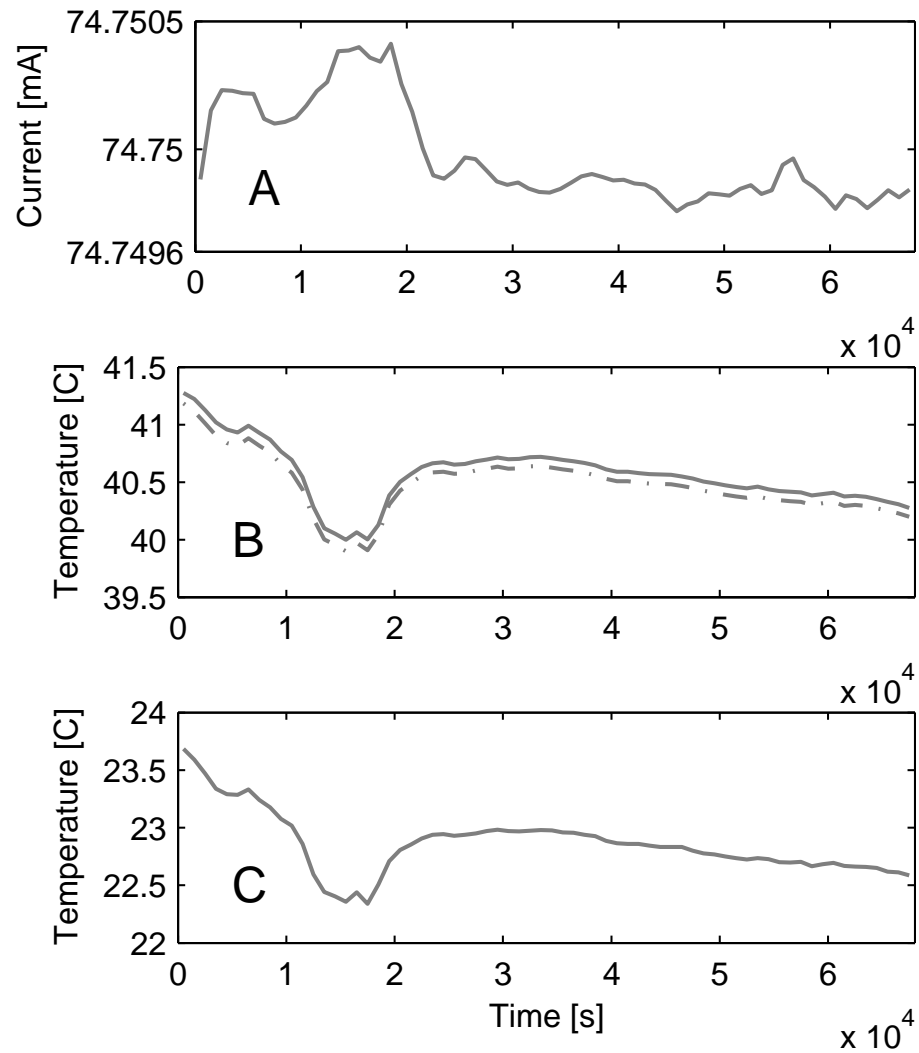 74.7505
74.75
74.7496
Current [mA]
A
0 1 2 3 4 5 6
x 10^4
41.5
41
40.5
40
39.5
Temperature [C]
B
0 1 2 3 4 5 6
x 10^4
24
23.5
23
22.5
22
Temperature [C]
C
0 1 2 3 4 5 6
Time [s]
x 10^4